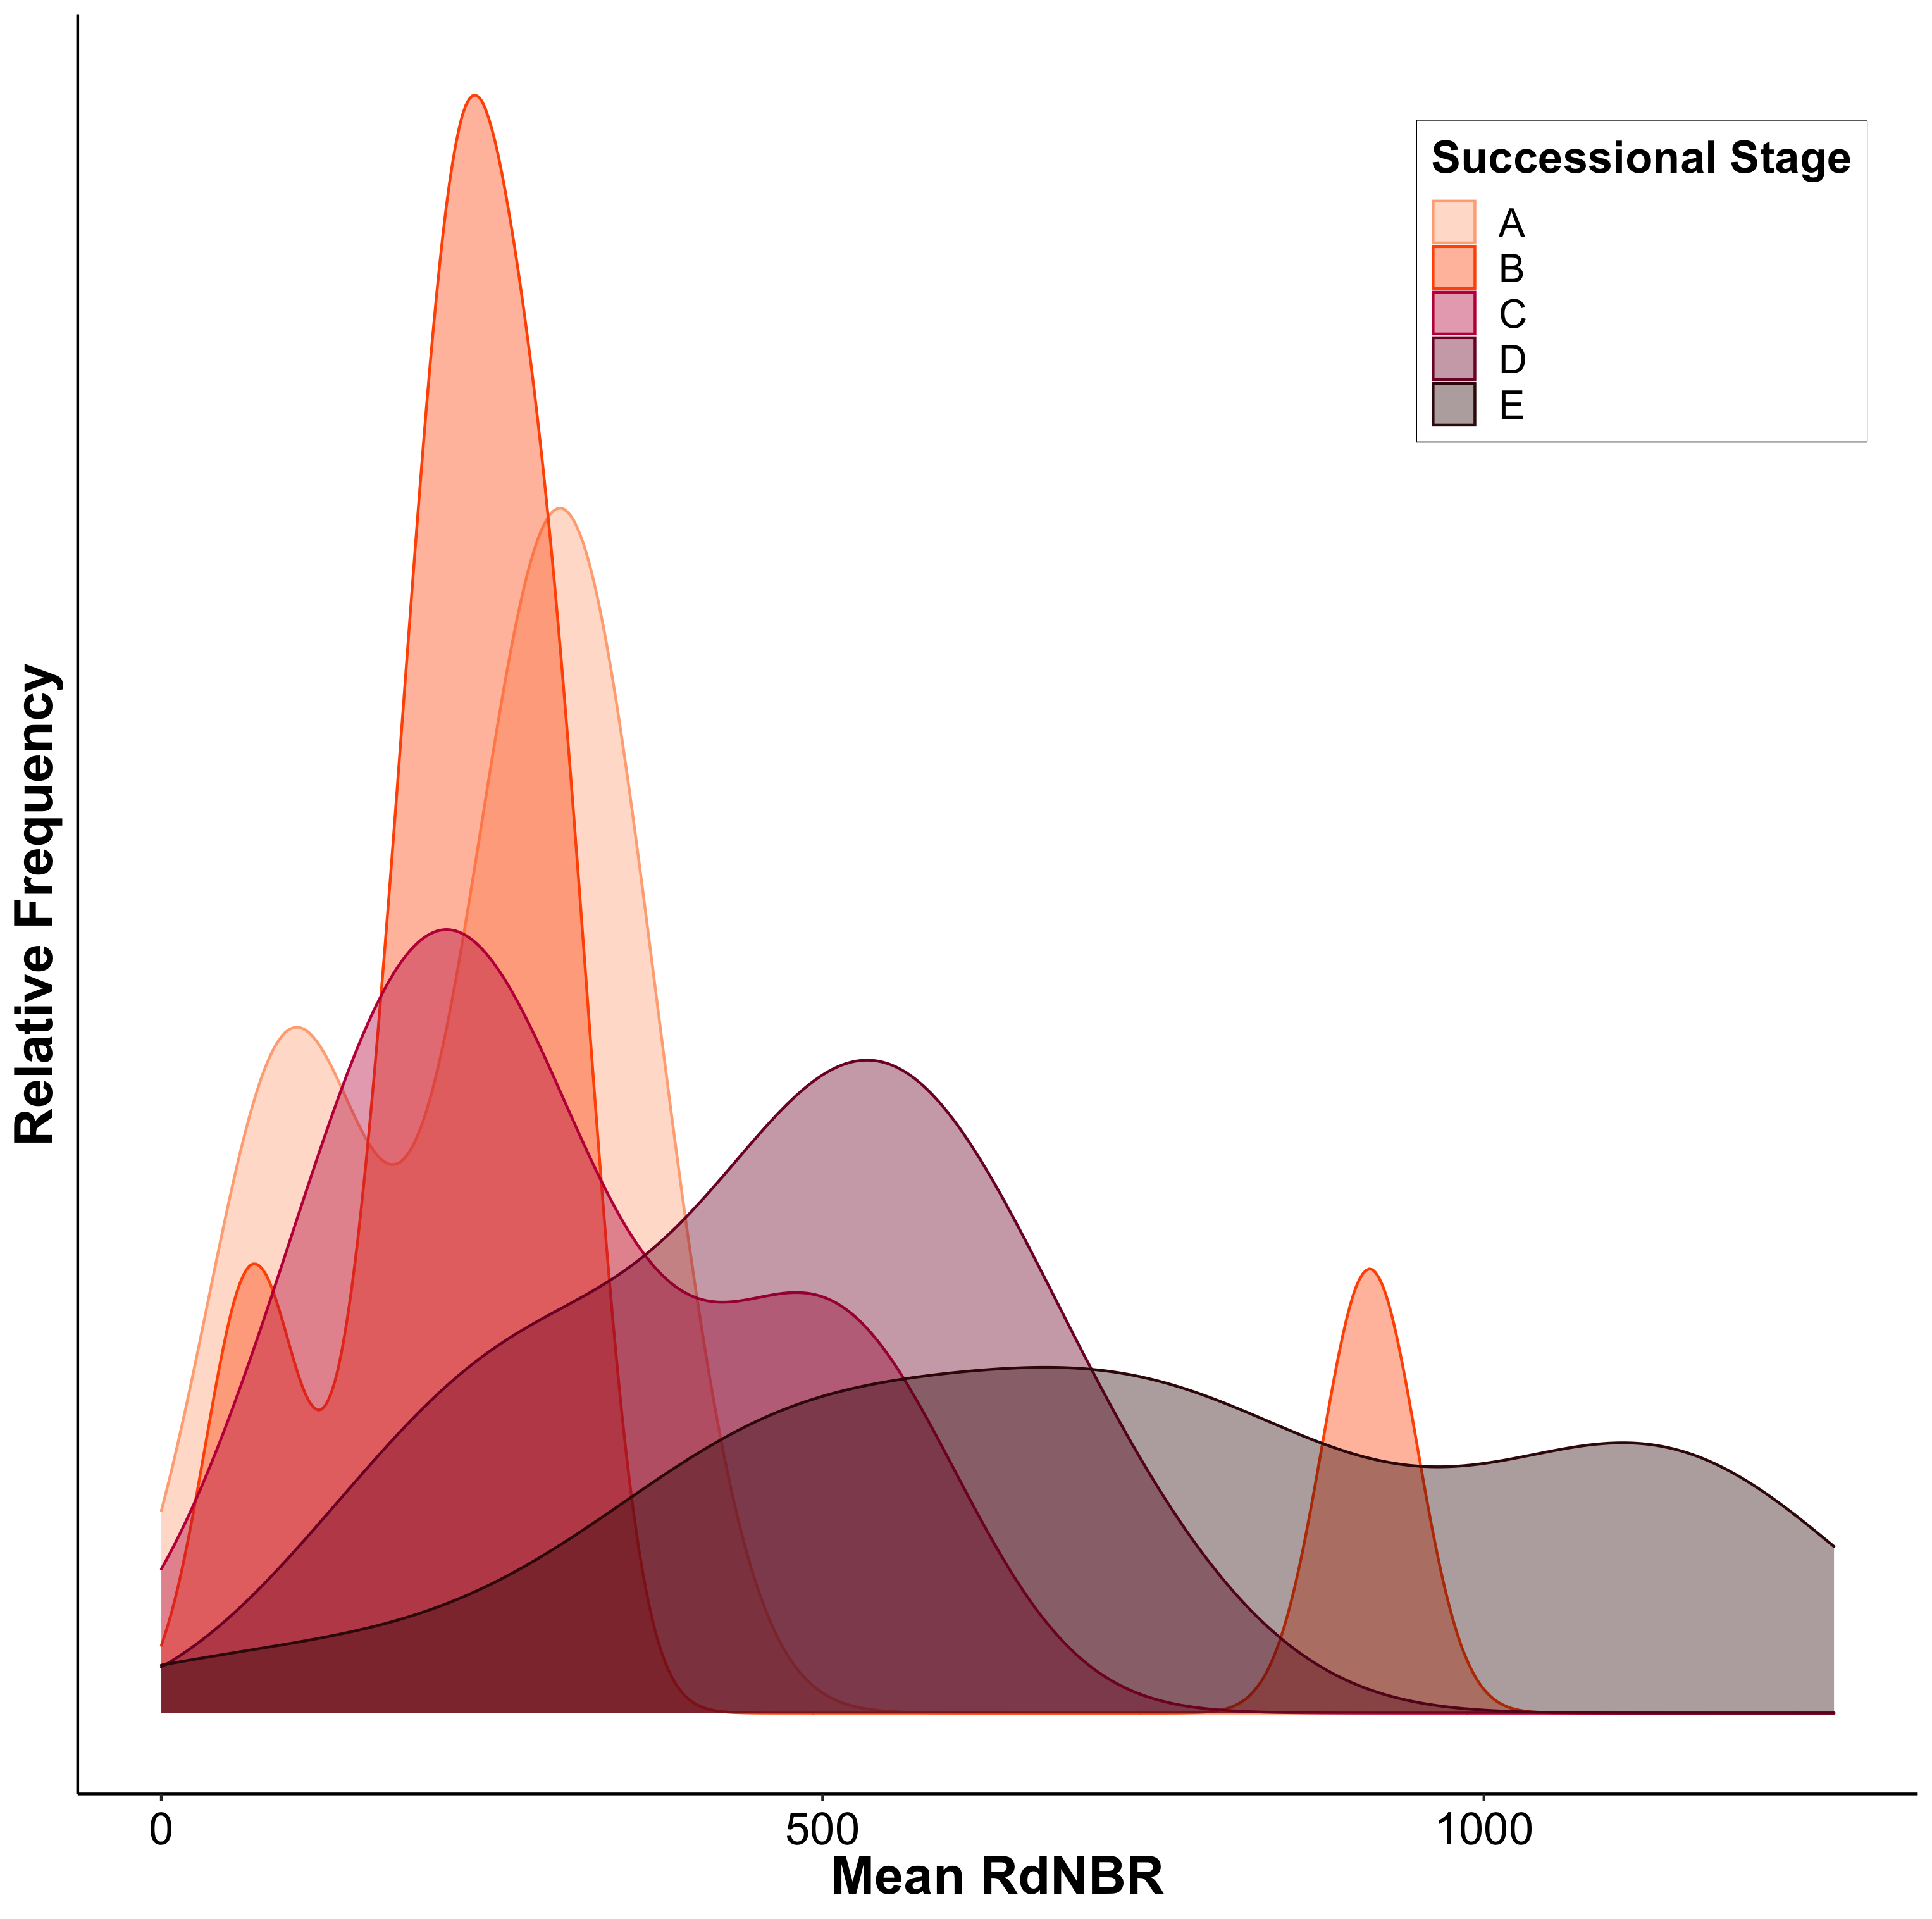 Successional Stage
A
B
C
D
E
Relative Frequency
0 500 1000
Mean RdNBR